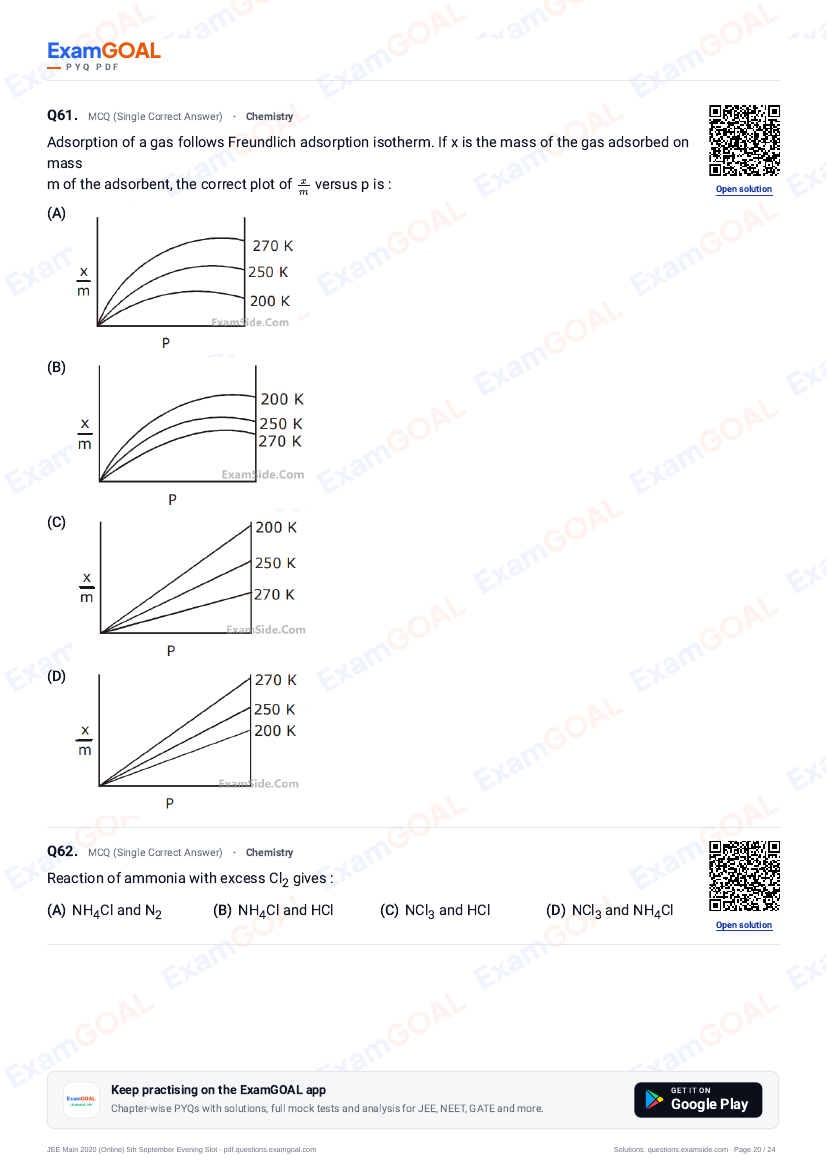 ExamGOAL
PYQ PDF
Q61. MCQ (Single Correct Answer) · Chemistry
Adsorption of a gas follows Freundlich adsorption isotherm. If x is the mass of the gas adsorbed on
mass
m of the adsorbent, the correct plot of x/m versus p is :
Open solution
(A)
270 K
250 K
200 K
x
m
ExamSide.Com
P
(B)
200 K
250 K
270 K
x
m
ExamSide.Com
P
(C)
200 K
250 K
270 K
x
m
ExamSide.Com
P
(D)
270 K
250 K
200 K
x
m
ExamSide.Com
P
Q62. MCQ (Single Correct Answer) · Chemistry
Reaction of ammonia with excess Cl2 gives :
(A) NH4Cl and N2 (B) NH4Cl and HCl (C) NCl3 and HCl (D) NCl3 and NH4Cl
Open solution
Keep practising on the ExamGOAL app
Chapter-wise PYQs with solutions, full mock tests and analysis for JEE, NEET, GATE and more.
GET IT ON
Google Play
JEE Main 2020 (Online) 5th September Evening Slot · pdf.questions.examgoal.com
Solutions: questions.examside.com · Page 20 / 24